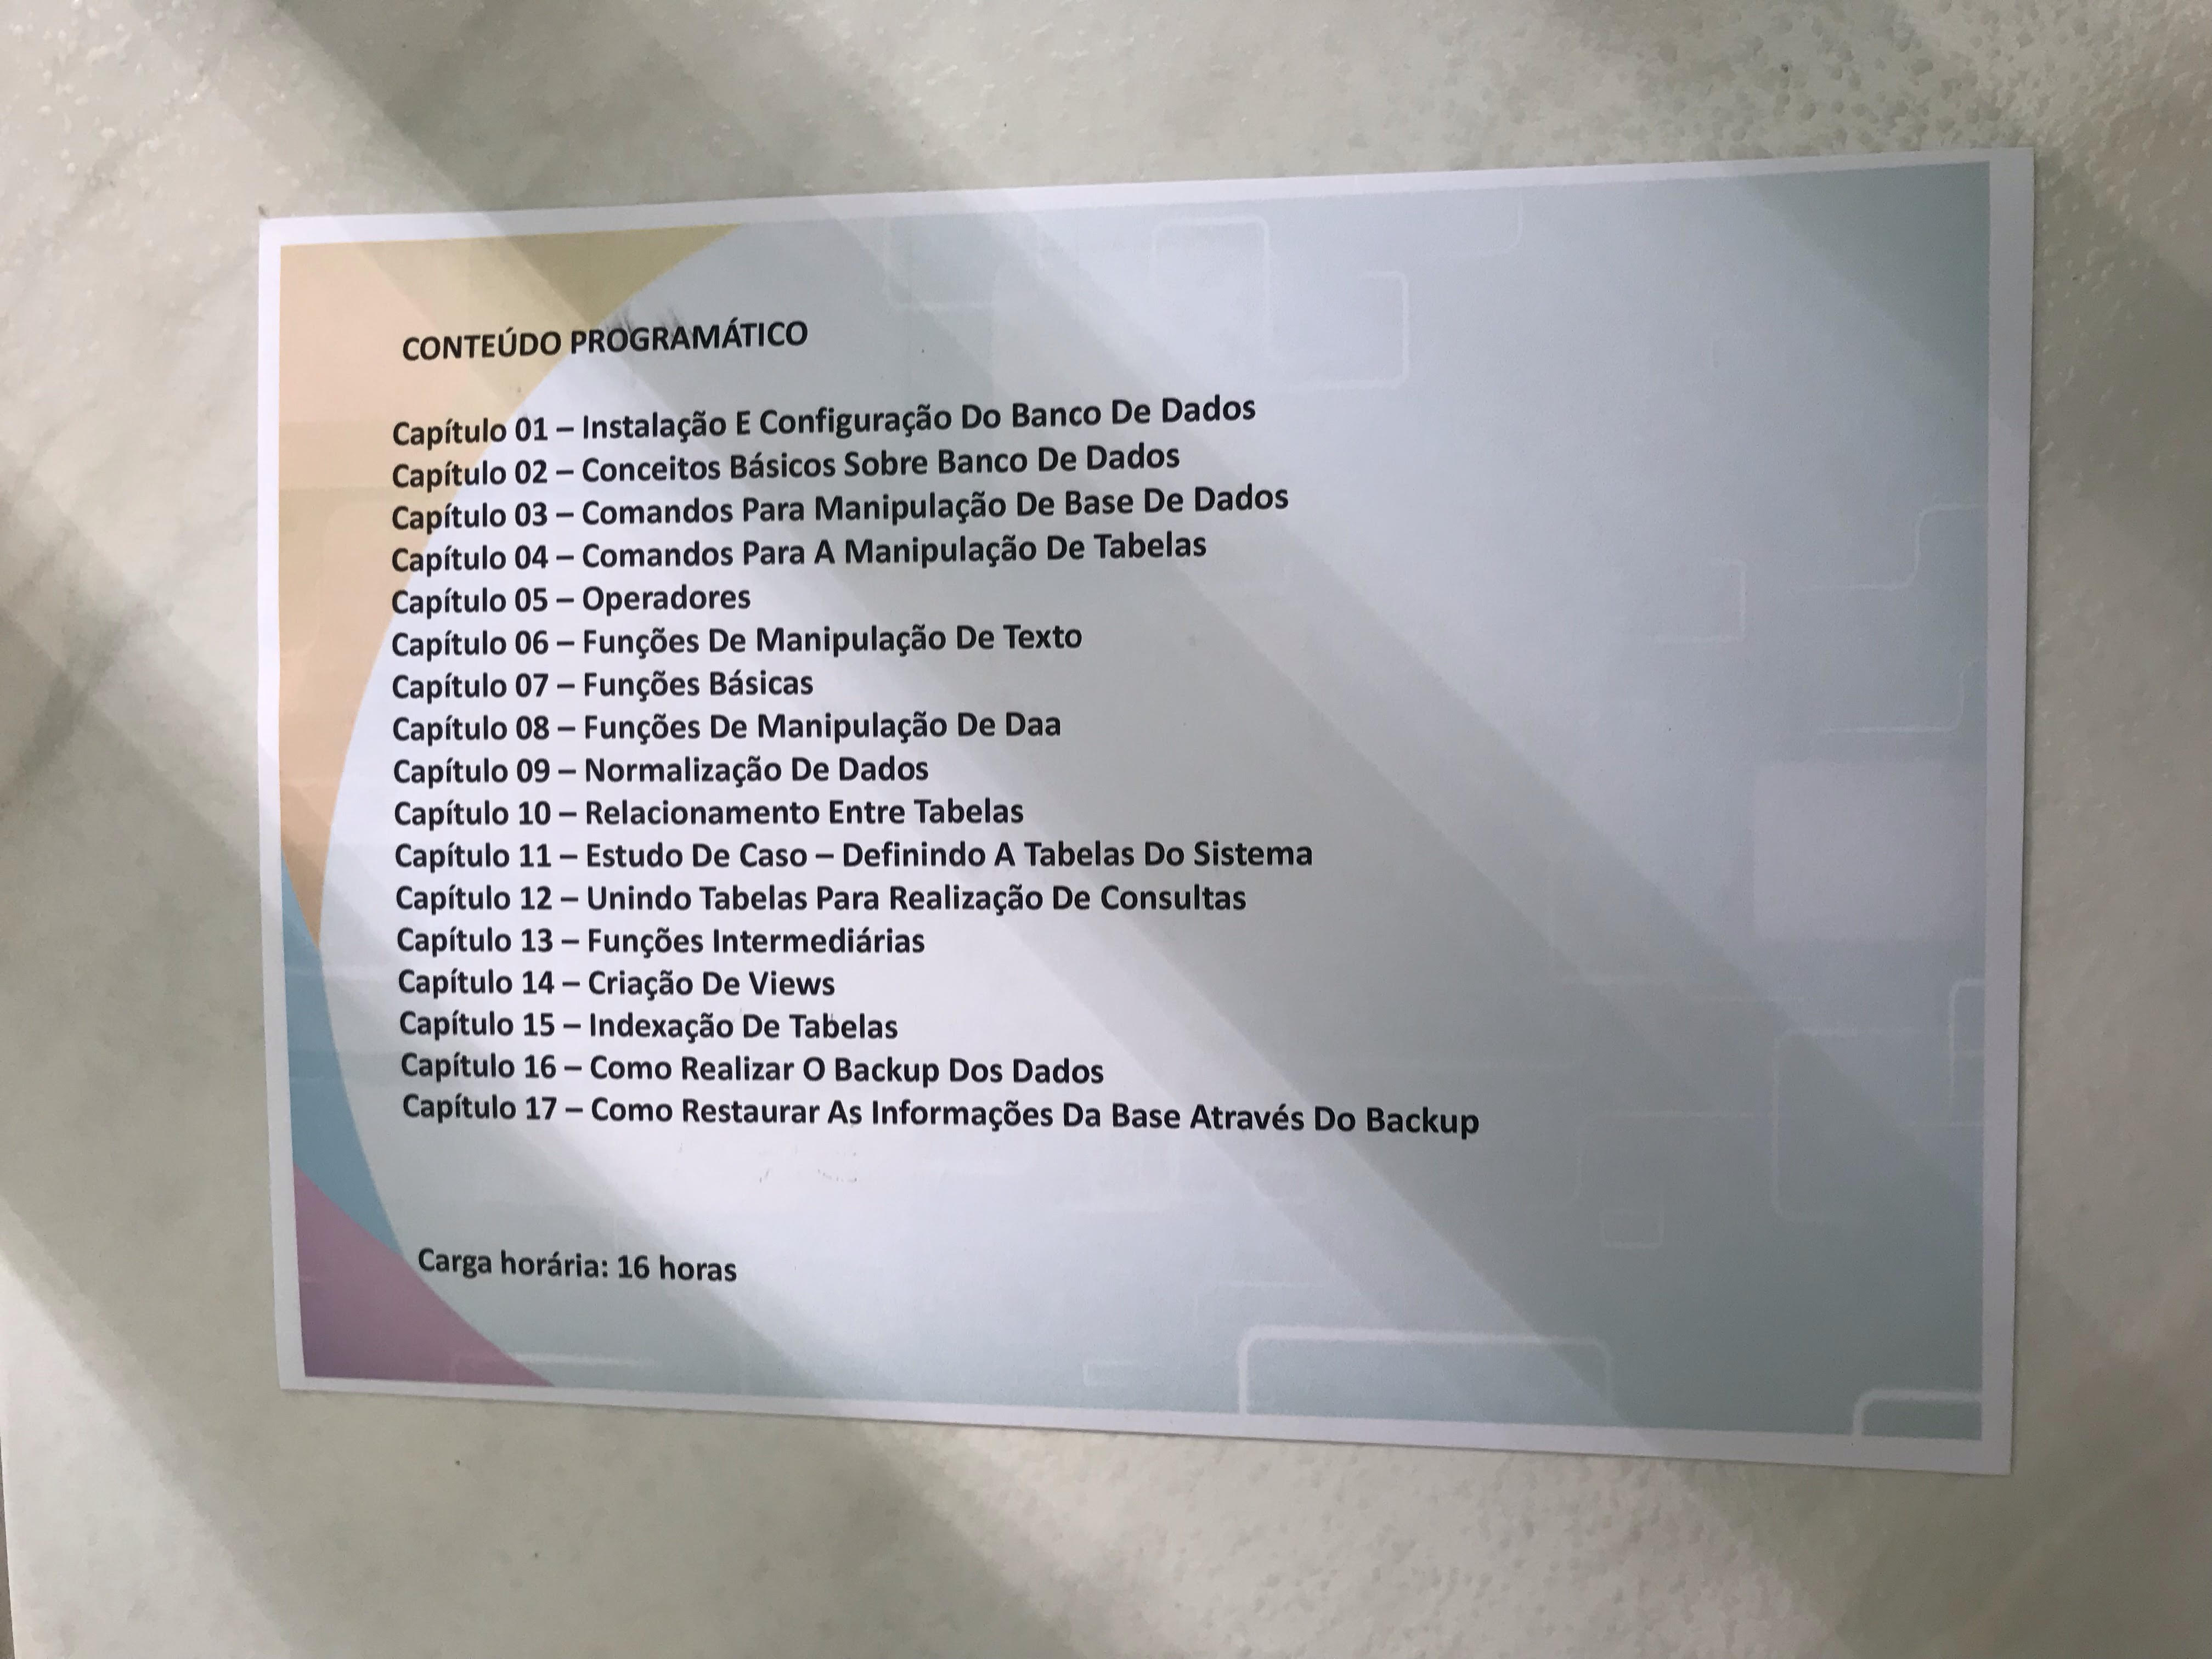 CONTEÚDO PROGRAMÁTICO
Capítulo 01 – Instalação E Configuração Do Banco De Dados
Capítulo 02 – Conceitos Básicos Sobre Banco De Dados
Capítulo 03 – Comandos Para Manipulação De Base De Dados
Capítulo 04 – Comandos Para A Manipulação De Tabelas
Capítulo 05 – Operadores
Capítulo 06 – Funções De Manipulação De Texto
Capítulo 07 – Funções Básicas
Capítulo 08 – Funções De Manipulação De Daa
Capítulo 09 – Normalização De Dados
Capítulo 10 – Relacionamento Entre Tabelas
Capítulo 11 – Estudo De Caso – Definindo A Tabelas Do Sistema
Capítulo 12 – Unindo Tabelas Para Realização De Consultas
Capítulo 13 – Funções Intermediárias
Capítulo 14 – Criação De Views
Capítulo 15 – Indexação De Tabelas
Capítulo 16 – Como Realizar O Backup Dos Dados
Capítulo 17 – Como Restaurar As Informações Da Base Através Do Backup
Carga horária: 16 horas